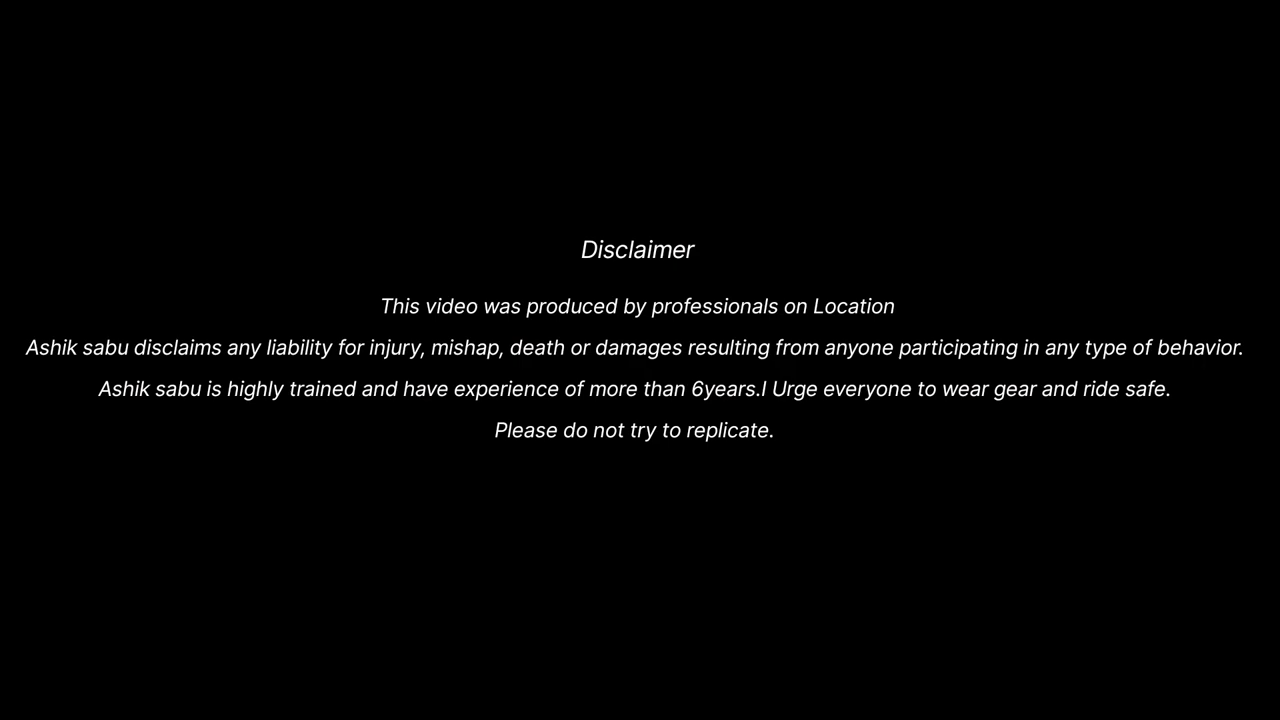 Disclaimer
This video was produced by professionals on Location
Ashik sabu disclaims any liability for injury, mishap, death or damages resulting from anyone participating in any type of behavior.
Ashik sabu is highly trained and have experience of more than 6years.I Urge everyone to wear gear and ride safe.
Please do not try to replicate.